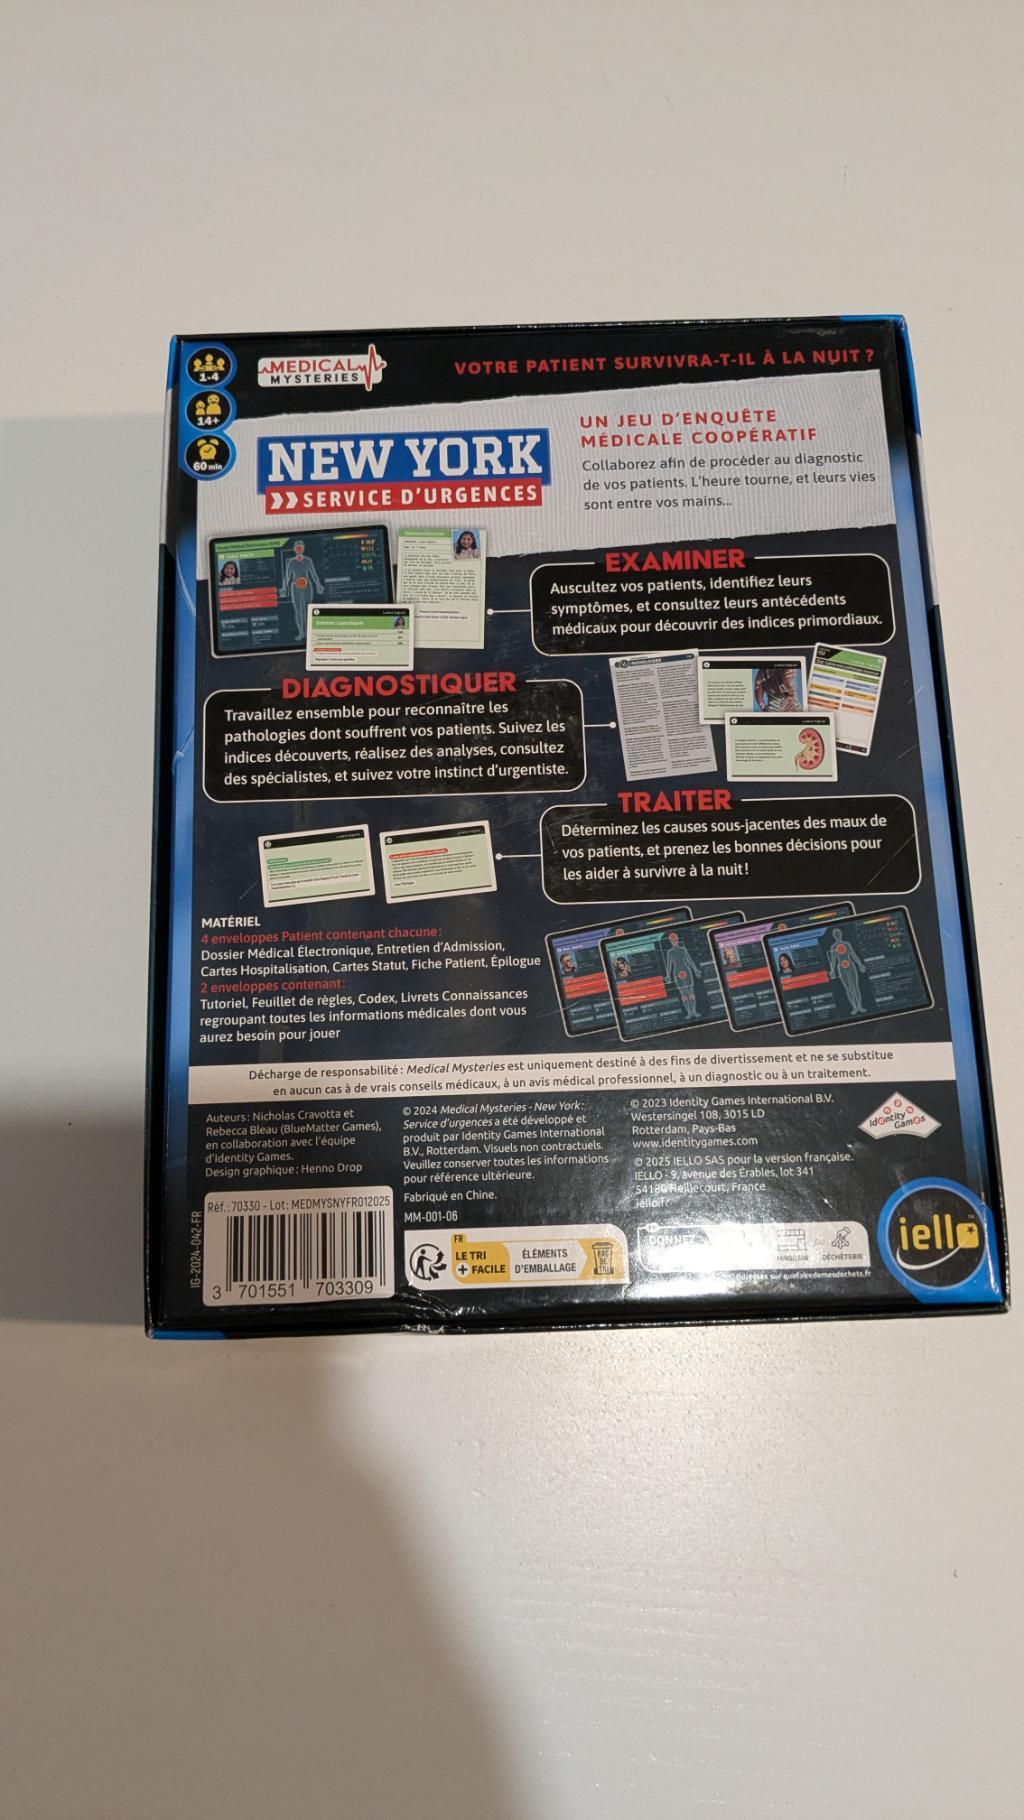 1-4
MEDICAL
MYSTERIES
VOTRE PATIENT SURVIVRA-T-IL À LA NUIT ?
14+
60 min
NEW YORK
SERVICE D'URGENCES
UN JEU D'ENQUÊTE
MÉDICALE COOPÉRATIF
Collaborez afin de procéder au diagnostic
de vos patients. L'heure tourne, et leurs vies
sont entre vos mains...
EXAMINER
Auscultez vos patients, identifiez leurs
symptômes, et consultez leurs antécédents
médicaux pour découvrir des indices primordiaux.
DIAGNOSTIQUER
Travaillez ensemble pour reconnaître les
pathologies dont souffrent vos patients. Suivez les
indices découverts, réalisez des analyses, consultez
des spécialistes, et suivez votre instinct d'urgentiste.
TRAITER
Déterminez les causes sous-jacentes des maux de
vos patients, et prenez les bonnes décisions pour
les aider à survivre à la nuit !
MATÉRIEL
4 enveloppes Patient contenant chacune :
Dossier Médical Électronique, Entretien d'Admission,
Cartes Hospitalisation, Cartes Statut, Fiche Patient, Épilogue
2 enveloppes contenant :
Tutoriel, Feuillet de règles, Codex, Livrets Connaissances
regroupant toutes les informations médicales dont vous
aurez besoin pour jouer
Décharge de responsabilité : Medical Mysteries est uniquement destiné à des fins de divertissement et ne se substitue
en aucun cas à de vrais conseils médicaux, à un avis médical professionnel, à un diagnostic ou à un traitement.
Auteurs : Nicholas Cravotta et
Rebecca Bleau (BlueMatter Games),
en collaboration avec l'équipe
d'Identity Games.
Design graphique : Henno Drop
© 2024 Medical Mysteries - New York :
Service d'urgences a été développé et
produit par Identity Games International
B.V., Rotterdam. Visuels non contractuels.
Veuillez conserver toutes les informations
pour référence ultérieure.
Fabriqué en Chine.
MM-001-06
© 2023 Identity Games International B.V.
Westersingel 108, 3015 LD
Rotterdam, Pays-Bas
www.identitygames.com
© 2025 IELLO SAS pour la version française.
IELLO - 9, avenue des Érables, lot 341
54180 Heillecourt, France
iello.fr
Identity
Games
IG-2024-042-FR
Réf. : 70330 - Lot : MEDMYSNYFR012025
3 701551 703309
FR
LE TRI
+ FACILE
ÉLÉMENTS
D'EMBALLAGE
BAC
DE TRI
DONNEZ
MAGASIN
OU
DÉCHÈTERIE
Adresses sur quefairedemesdechets.fr
iello